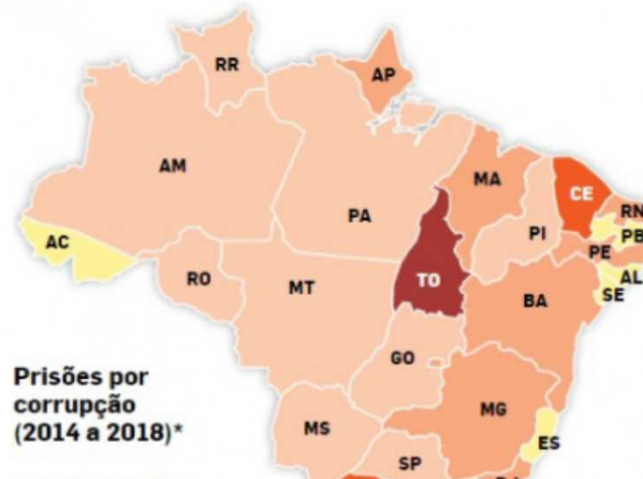 RR
AP
AM
MA
CE
RN
PA
PI
PB
AC
PE
RO
MT
TO
AL
SE
BA
GO
Prisões por
corrupção
(2014 a 2018)*
MS
MG
ES
SP